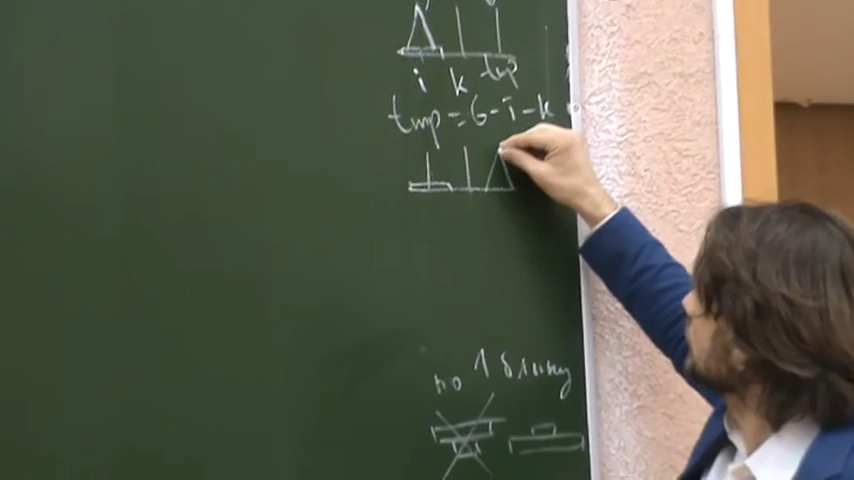 i k tmp
tmp = 6 - i - k
по 1 блину